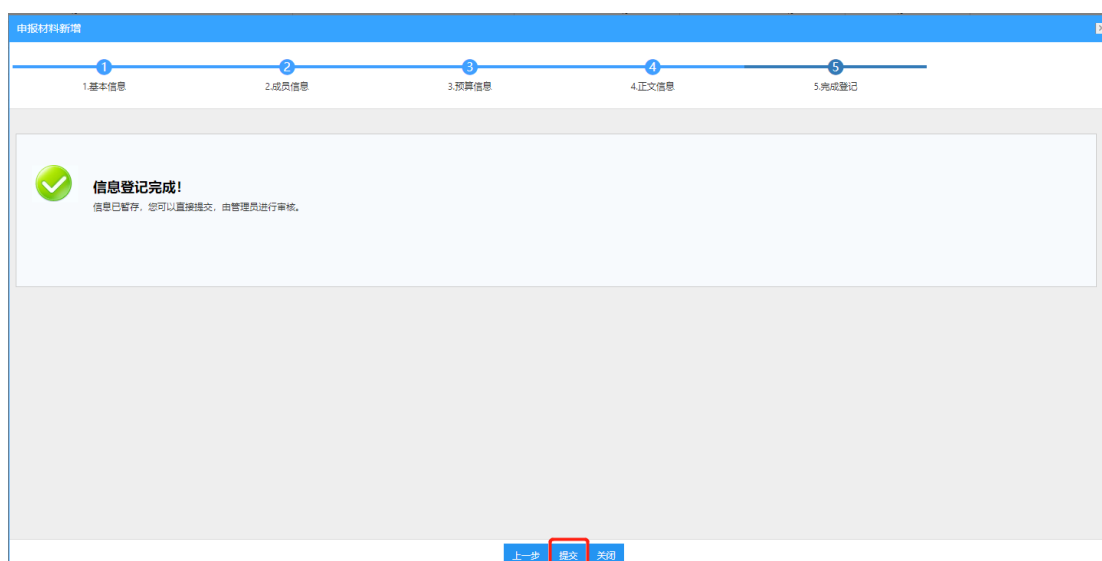 申报材料新增
1 2 3 4 5
1.基本信息 2.成员信息 3.预算信息 4.正文信息 5.完成登记
信息登记完成！
信息已暂存，您可以直接提交，由管理员进行审核。
上一步 提交 关闭